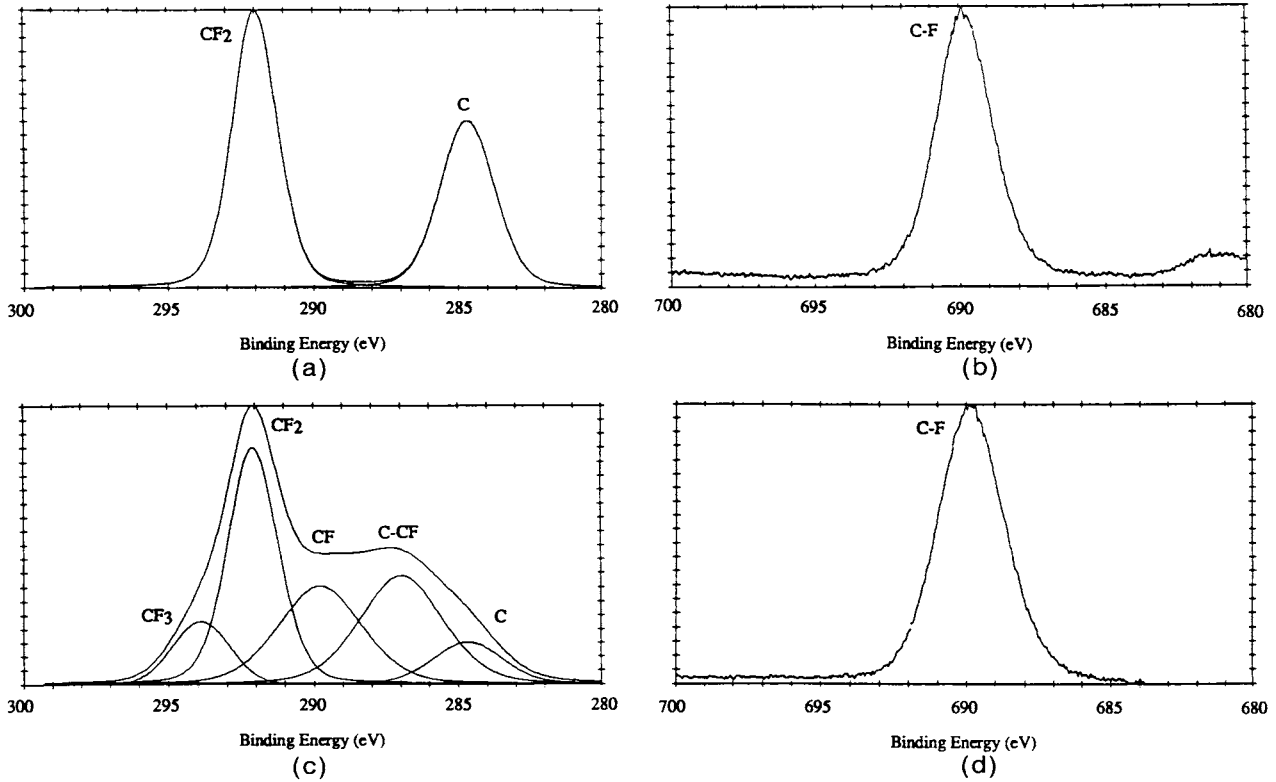 CF2
C
300 295 290 285 280
Binding Energy (eV)
(a)
C-F
700 695 690 685 680
Binding Energy (eV)
(b)
CF3
CF2
CF
C-CF
C
300 295 290 285 280
Binding Energy (eV)
(c)
C-F
700 695 690 685 680
Binding Energy (eV)
(d)